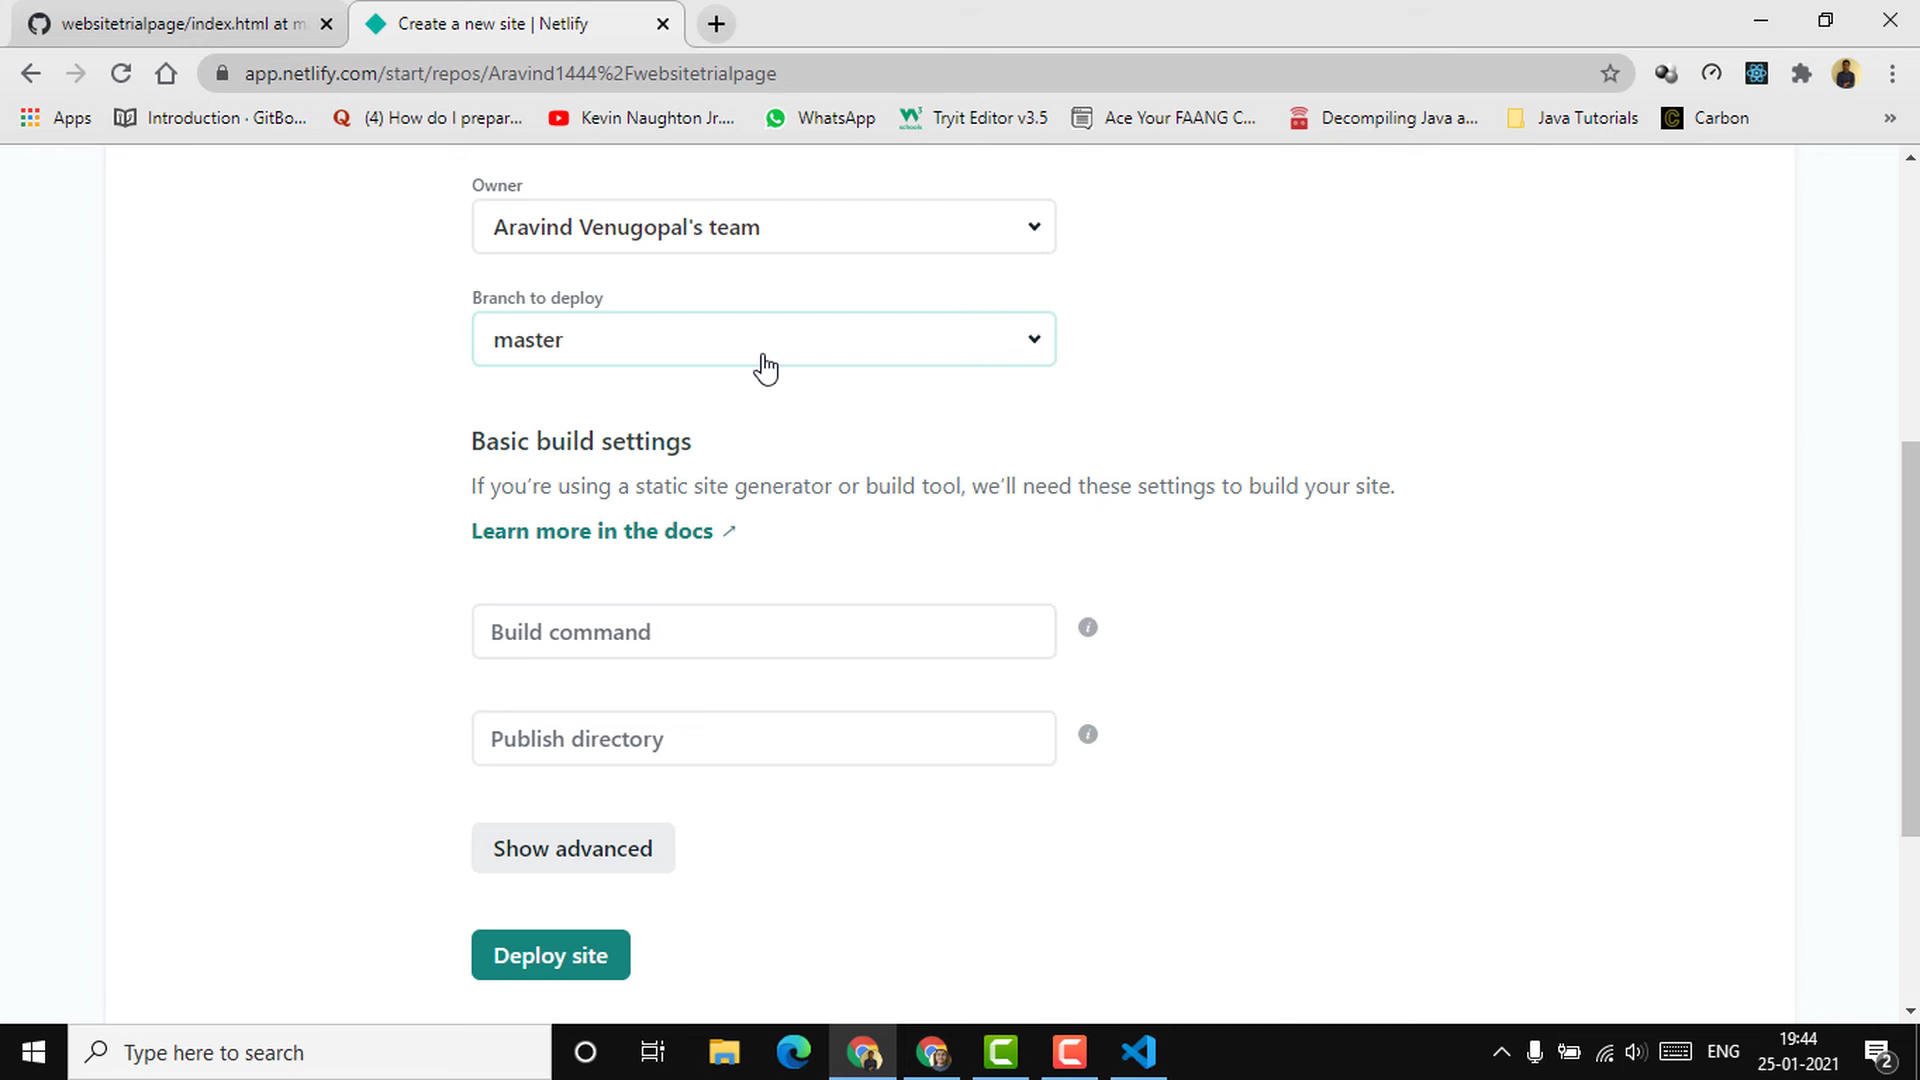 websitetrialpage/index.html at m
Create a new site | Netlify
app.netlify.com/start/repos/Aravind1444%2Fwebsitetrialpage
Apps
Introduction · GitBo...
(4) How do I prepar...
Kevin Naughton Jr....
WhatsApp
Tryit Editor v3.5
Ace Your FAANG C...
Decompiling Java a...
Java Tutorials
Carbon
»
Owner
Aravind Venugopal's team
Branch to deploy
master
Basic build settings
If you're using a static site generator or build tool, we'll need these settings to build your site.
Learn more in the docs
Build command
Publish directory
Show advanced
Deploy site
Type here to search
ENG
19:44
25-01-2021
2